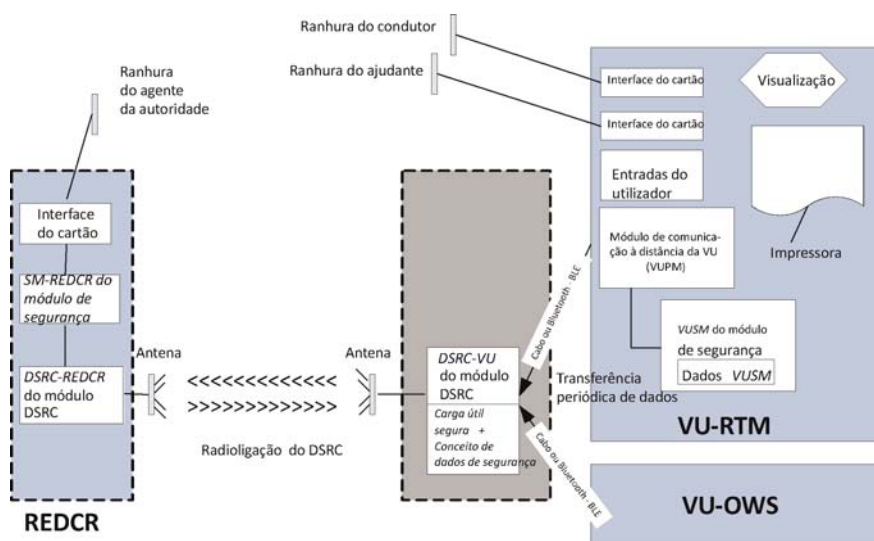 Ranhura do condutor
Ranhura do ajudante
Ranhura
do agente
da autoridade
Interface
do cartão
SM-REDCR do
módulo de
segurança
DSRC-REDCR
do módulo
DSRC
REDCR
Antena
<<<<<<<<<<<<<
>>>>>>>>>>>>>
Radioligação do DSRC
Antena
DSRC-VU
do módulo
DSRC
Carga útil
segura +
Conceito de
dados de segurança
Cabo ou Bluetooth - BLE
Transferência
periódica de dados
Cabo ou Bluetooth - BLE
Interface do cartão
Interface do cartão
Entradas do
utilizador
Módulo de comunica-
ção à distância da VU
(VUPM)
VUSM do módulo
de segurança
Dados VUSM
Visualização
Impressora
VU-RTM
VU-OWS